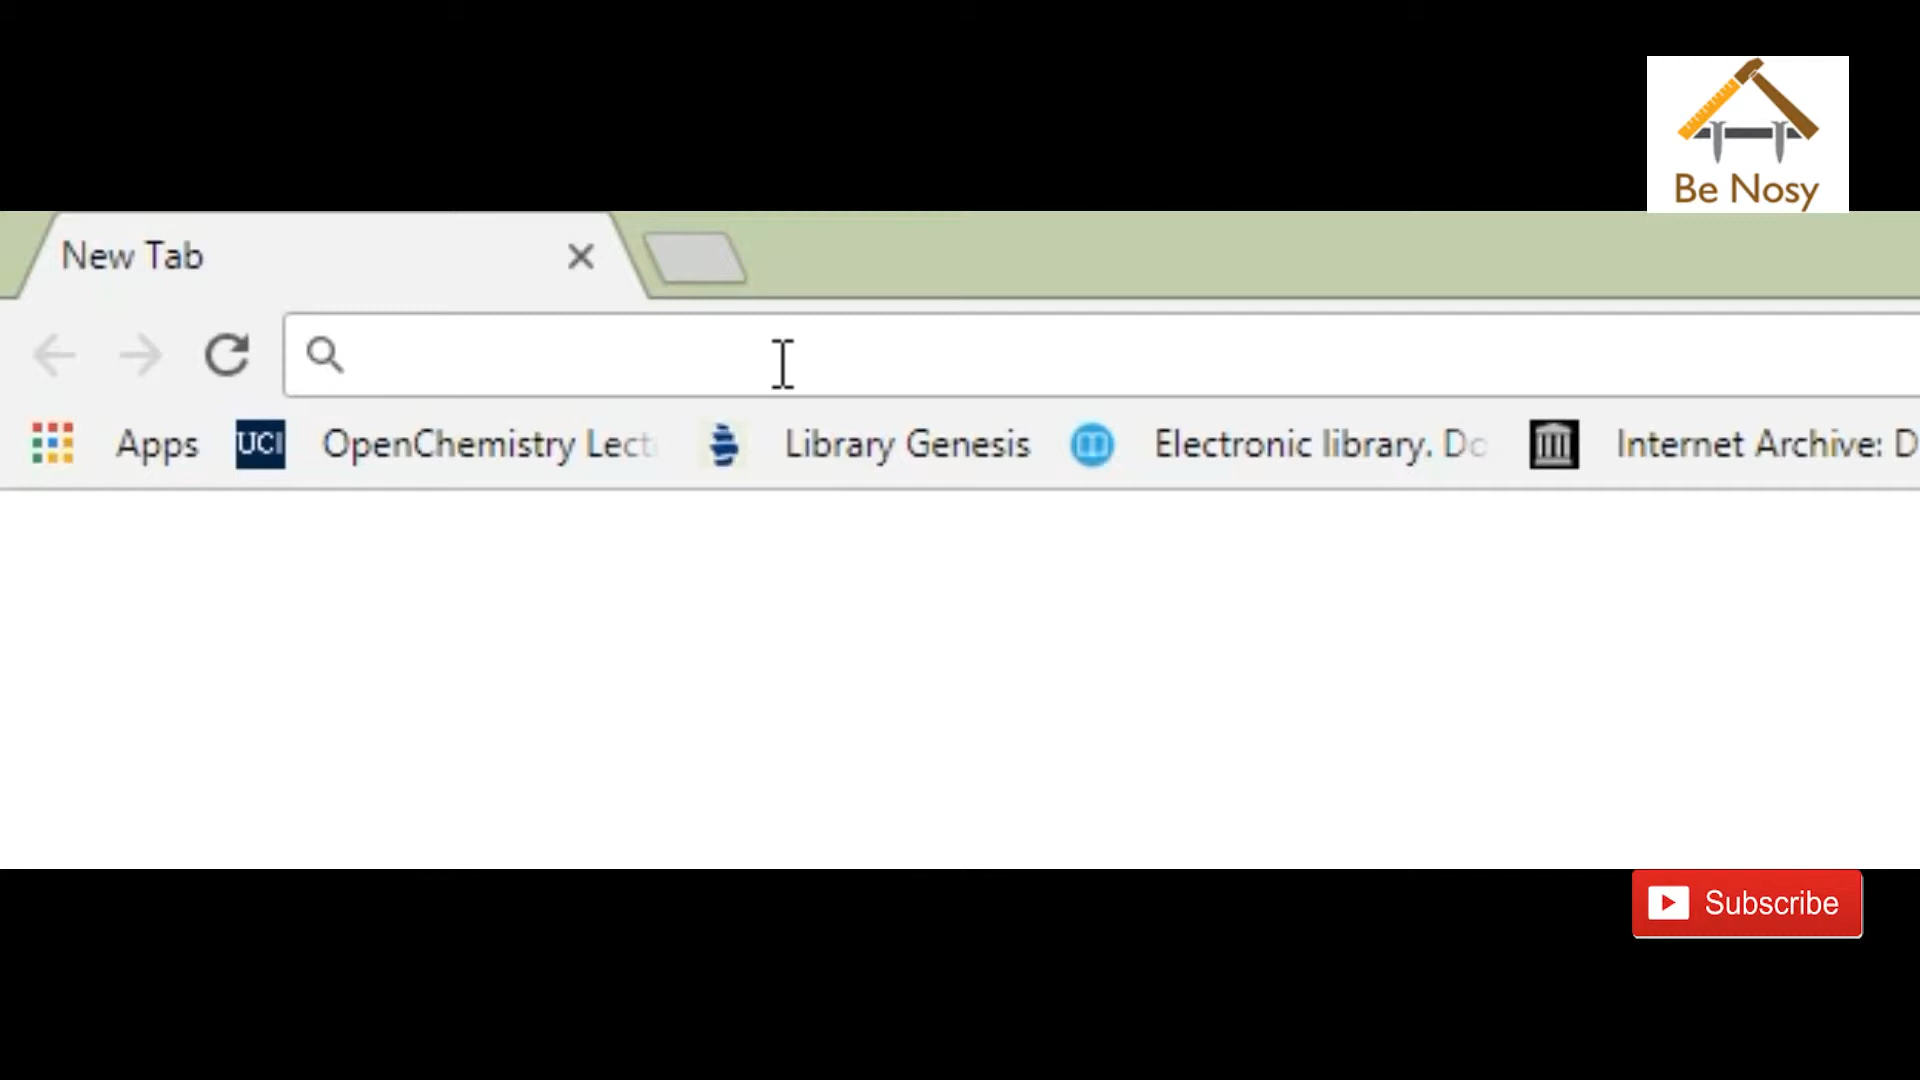 Be Nosy
New Tab
Apps UCI OpenChemistry Lect Library Genesis Electronic library. Do Internet Archive: D
Subscribe